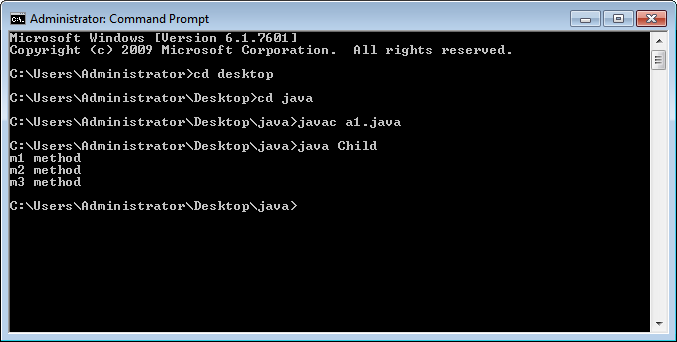 Administrator: Command Prompt
Microsoft Windows [Version 6.1.7601]
Copyright (c) 2009 Microsoft Corporation.  All rights reserved.
C:\Users\Administrator>cd desktop
C:\Users\Administrator\Desktop>cd java
C:\Users\Administrator\Desktop\java>javac a1.java
C:\Users\Administrator\Desktop\java>java Child
m1 method
m2 method
m3 method
C:\Users\Administrator\Desktop\java>